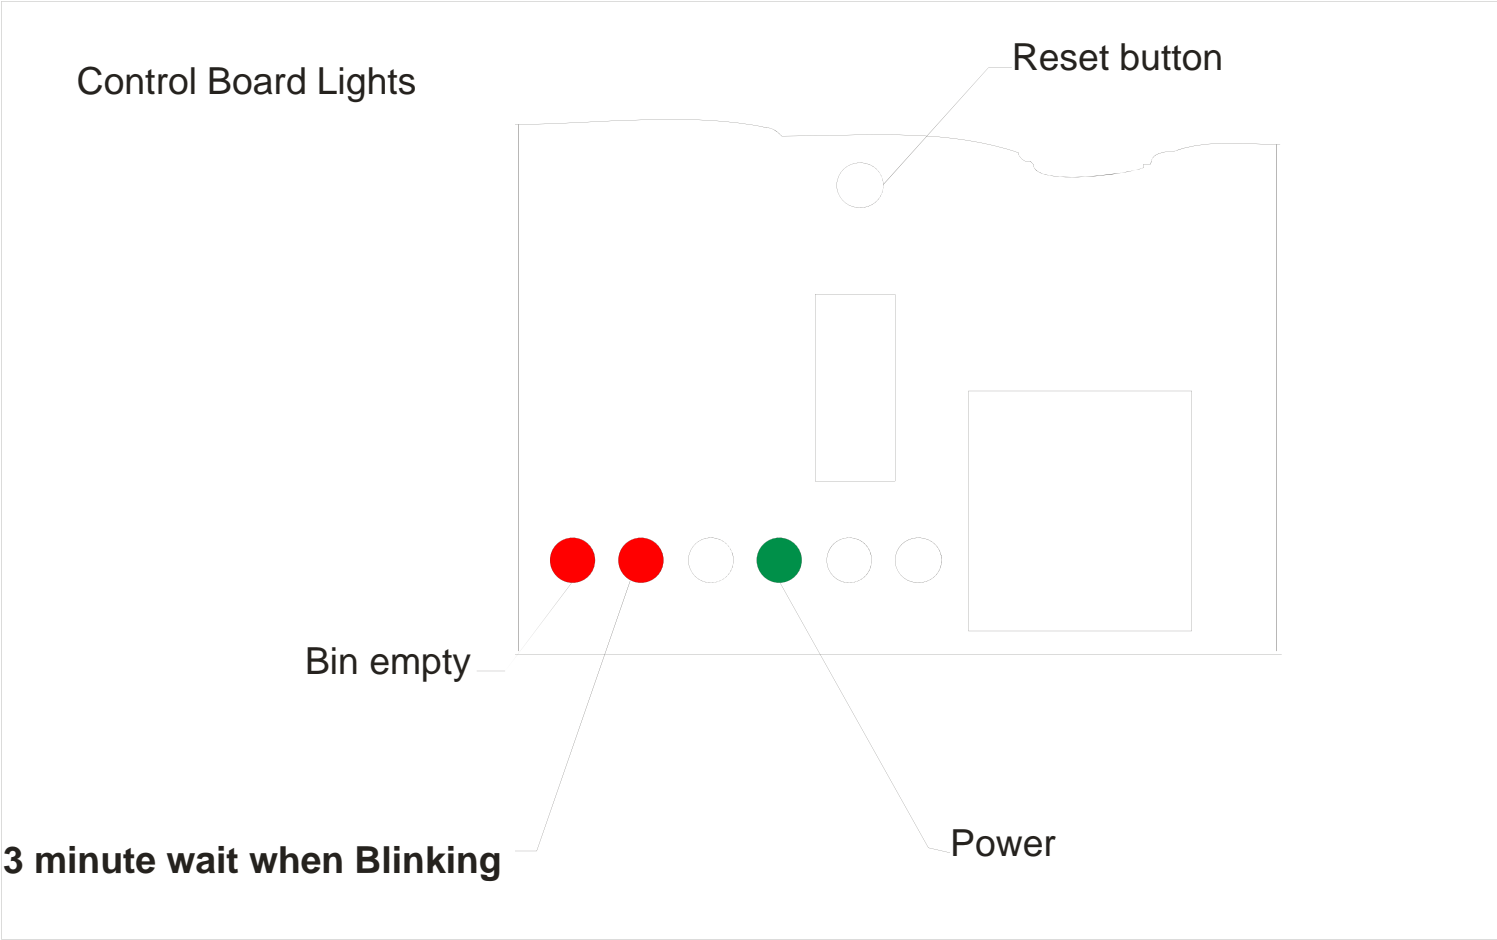 Control Board Lights
Reset button
Bin empty
3 minute wait when Blinking
Power